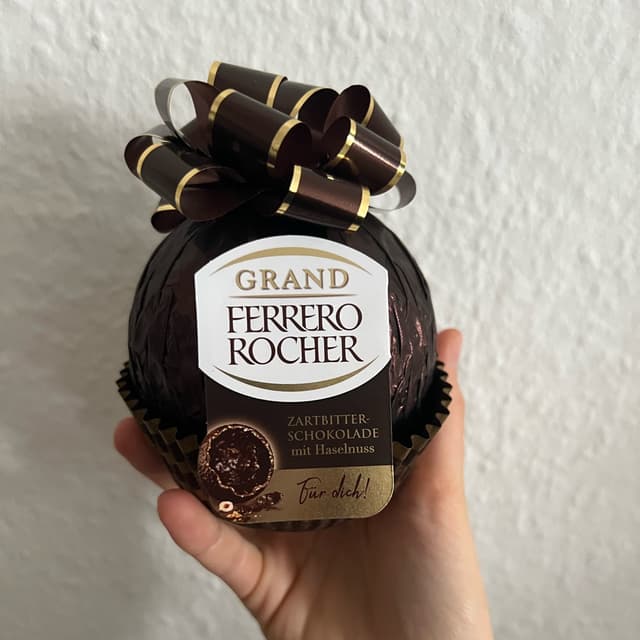 GRAND
FERRERO
ROCHER
ZARTBITTER-
SCHOKOLADE
mit Haselnuss
Für dich!